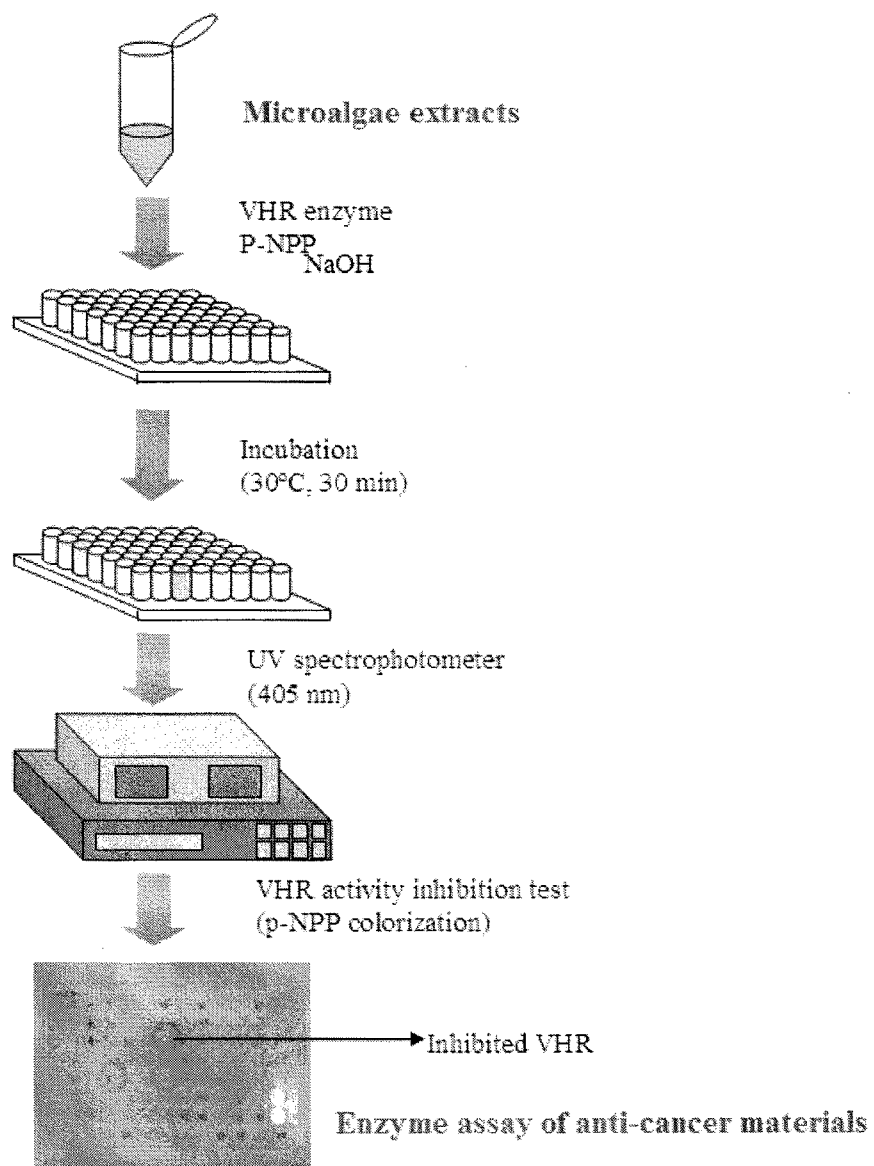 Microalgae extracts
VHR enzyme
P-NPP
NaOH
Incubation
(30°C, 30 min)
UV spectrophotometer
(405 nm)
VHR activity inhibition test
(p-NPP colorization)
Inhibited VHR
Enzyme assay of anti-cancer materials